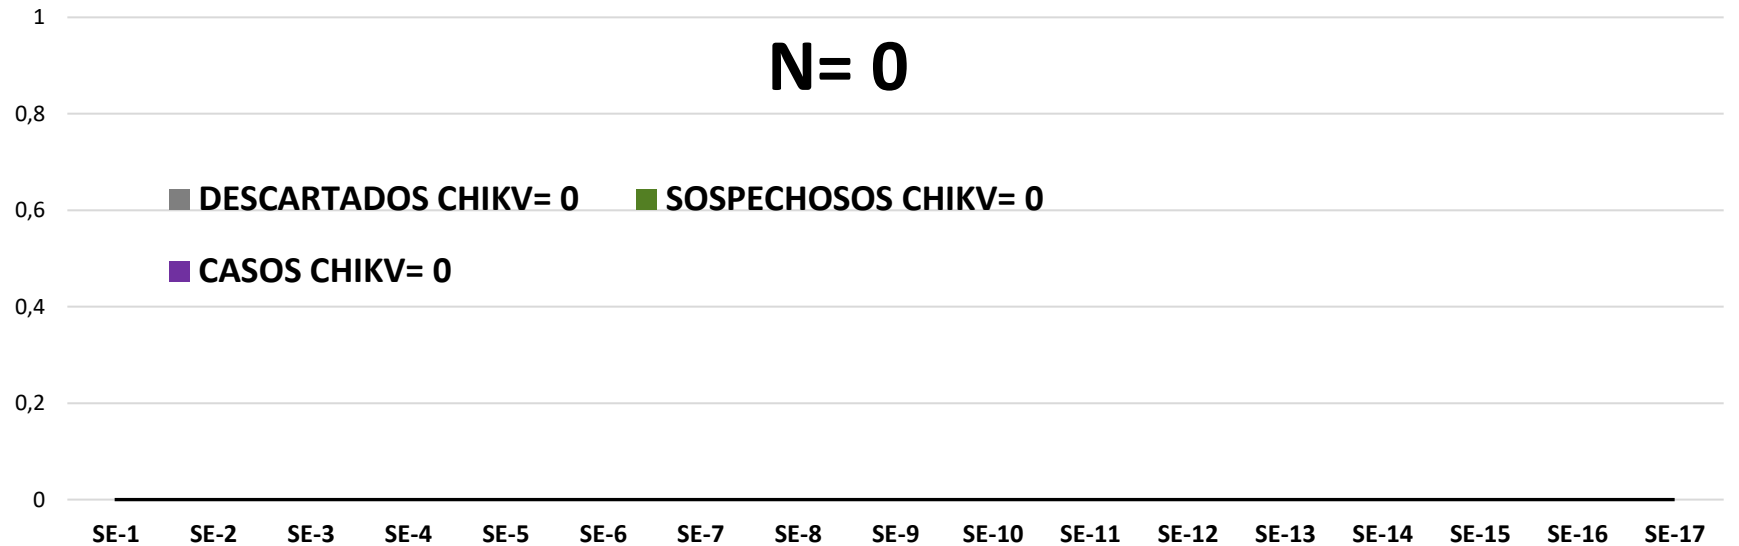 1
N= 0
0,8
DESCARTADOS CHIKV= 0 SOSPECHOSOS CHIKV= 0
0,6
CASOS CHIKV= 0
0,4
0,2
0
SE-1 SE-2 SE-3 SE-4 SE-5 SE-6 SE-7 SE-8 SE-9 SE-10 SE-11 SE-12 SE-13 SE-14 SE-15 SE-16 SE-17